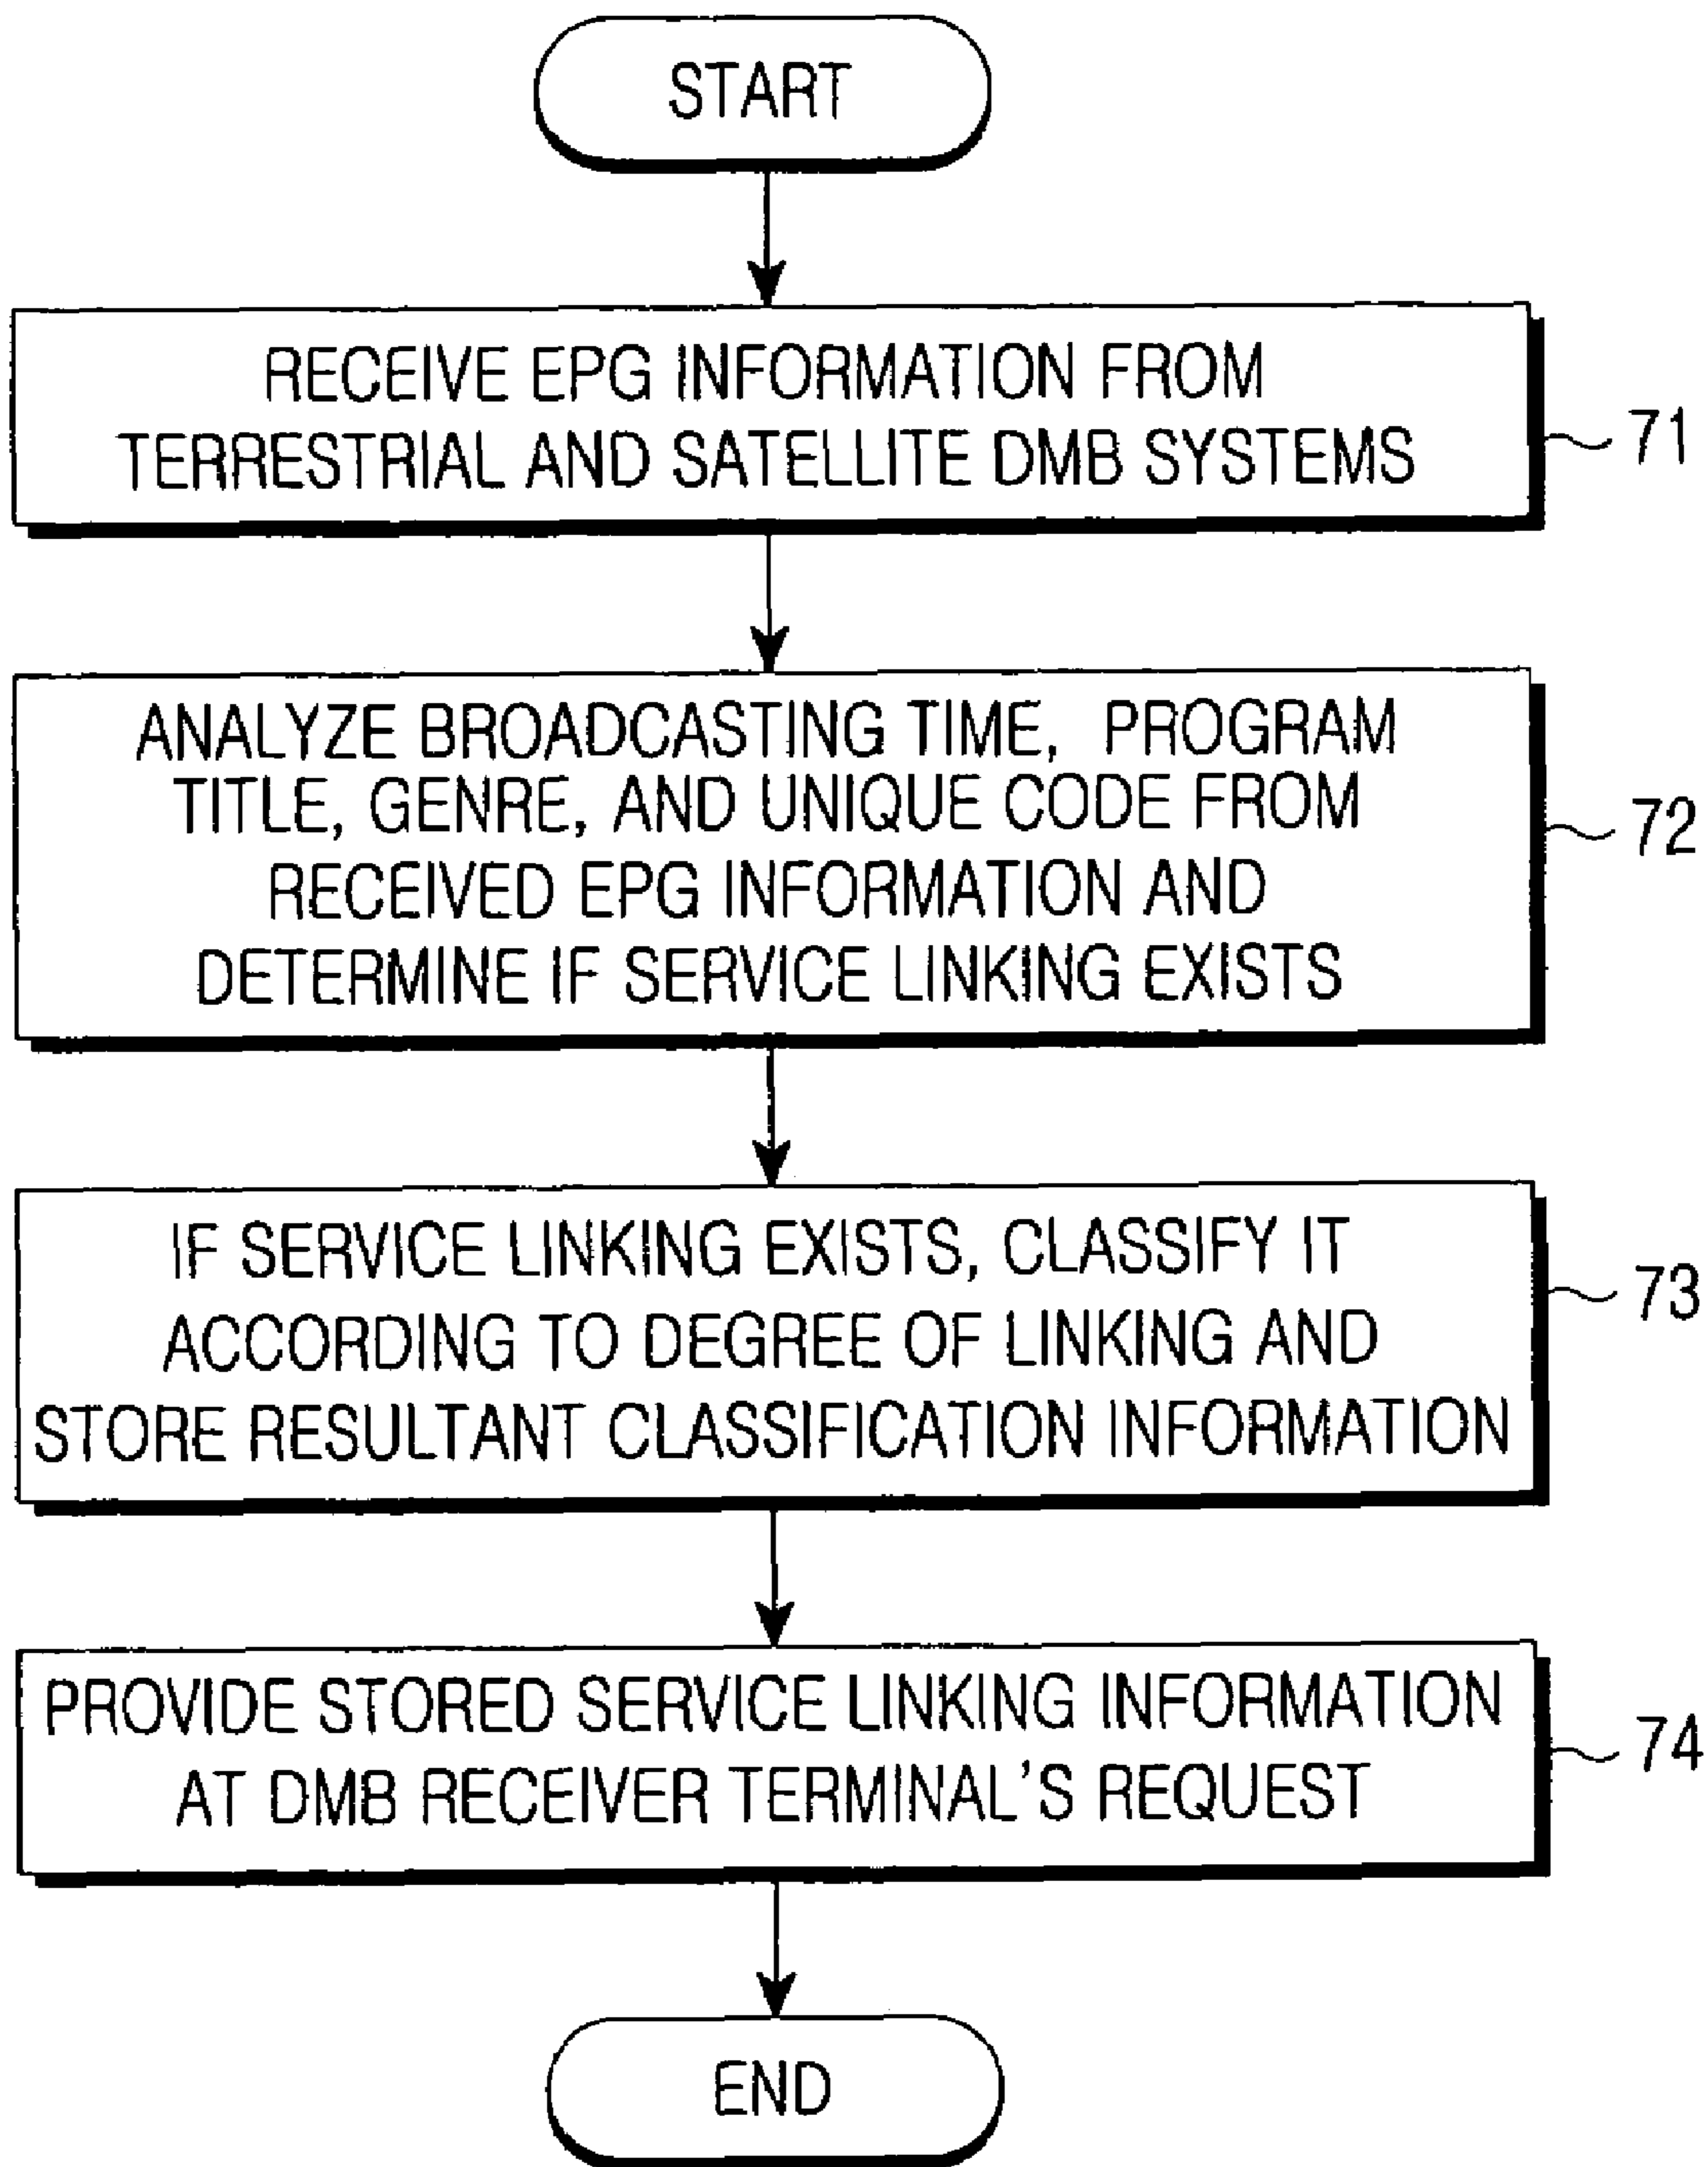 START
RECEIVE EPG INFORMATION FROM
TERRESTRIAL AND SATELLITE DMB SYSTEMS
71
ANALYZE BROADCASTING TIME, PROGRAM
TITLE, GENRE, AND UNIQUE CODE FROM
RECEIVED EPG INFORMATION AND
DETERMINE IF SERVICE LINKING EXISTS
72
IF SERVICE LINKING EXISTS, CLASSIFY IT
ACCORDING TO DEGREE OF LINKING AND
STORE RESULTANT CLASSIFICATION INFORMATION
73
PROVIDE STORED SERVICE LINKING INFORMATION
AT DMB RECEIVER TERMINAL'S REQUEST
74
END